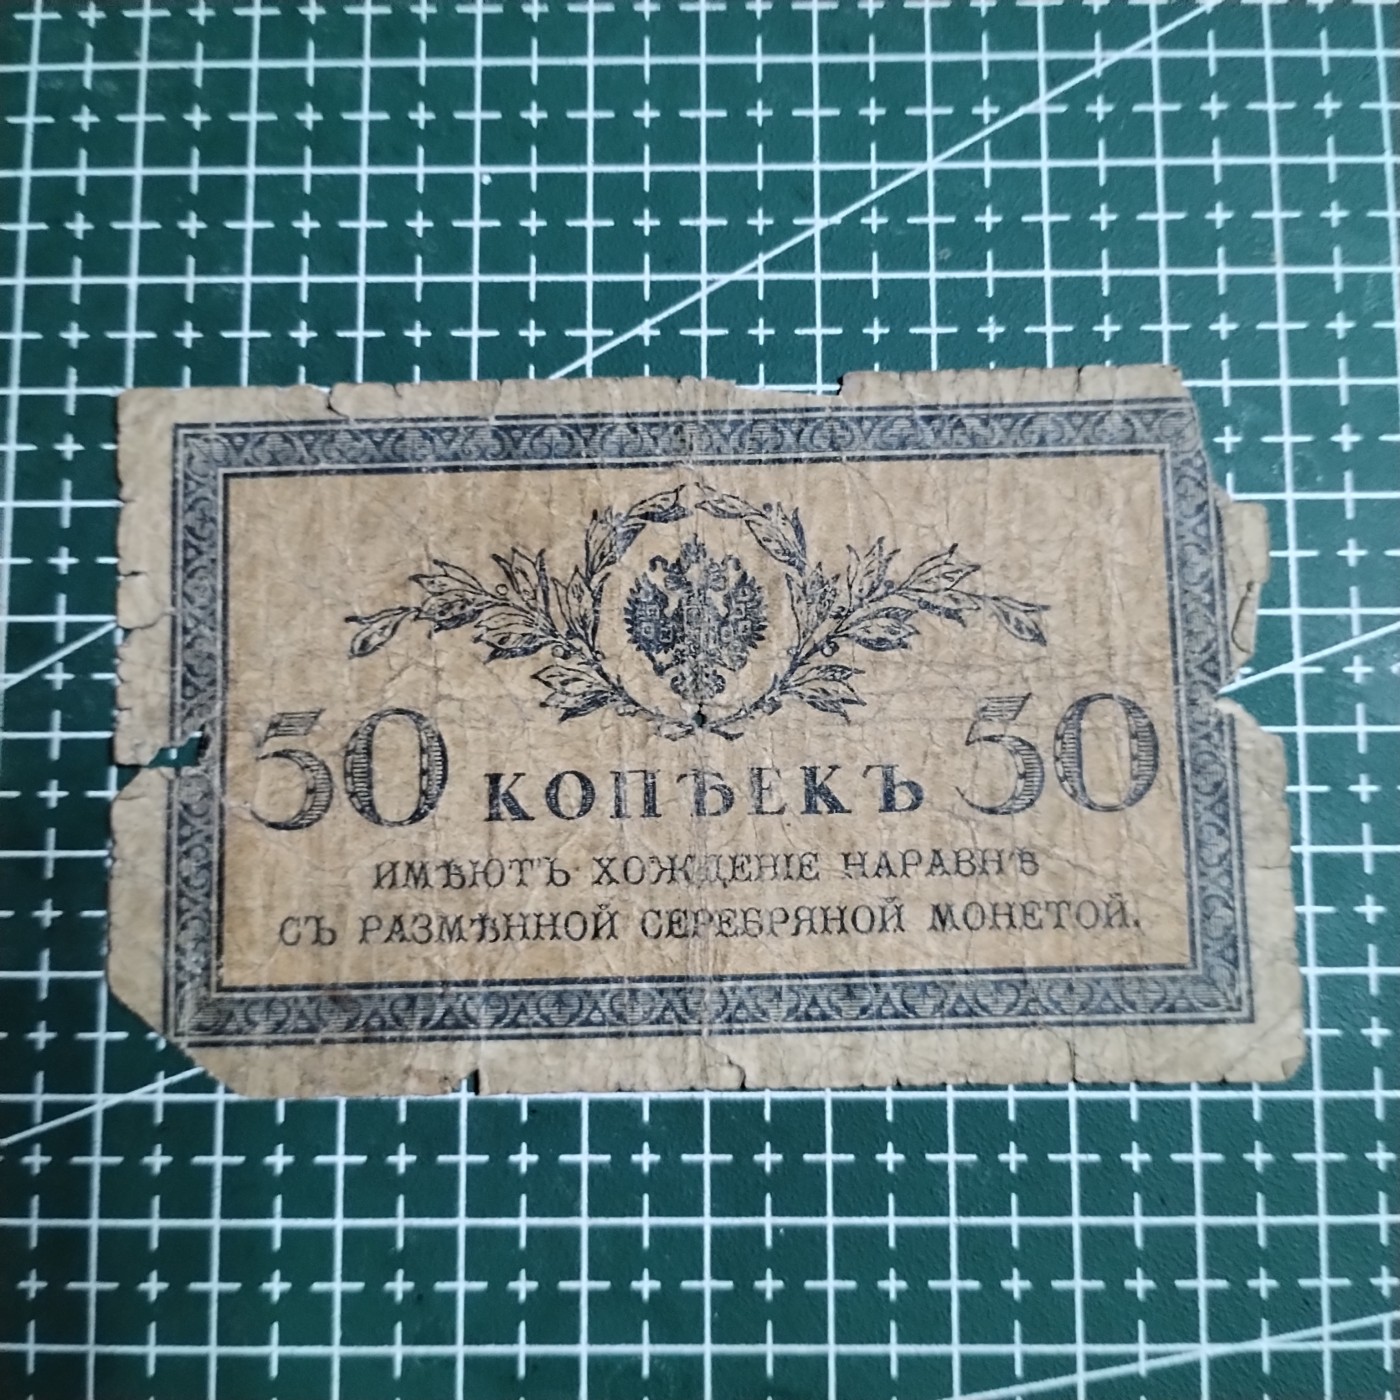 50 КОПѢЕКЪ 50
ИМѢЮТЪ ХОЖДЕНІЕ НАРАВНѢ
СЪ РАЗМѢННОЙ СЕРЕБРЯНОЙ МОНЕТОЙ.